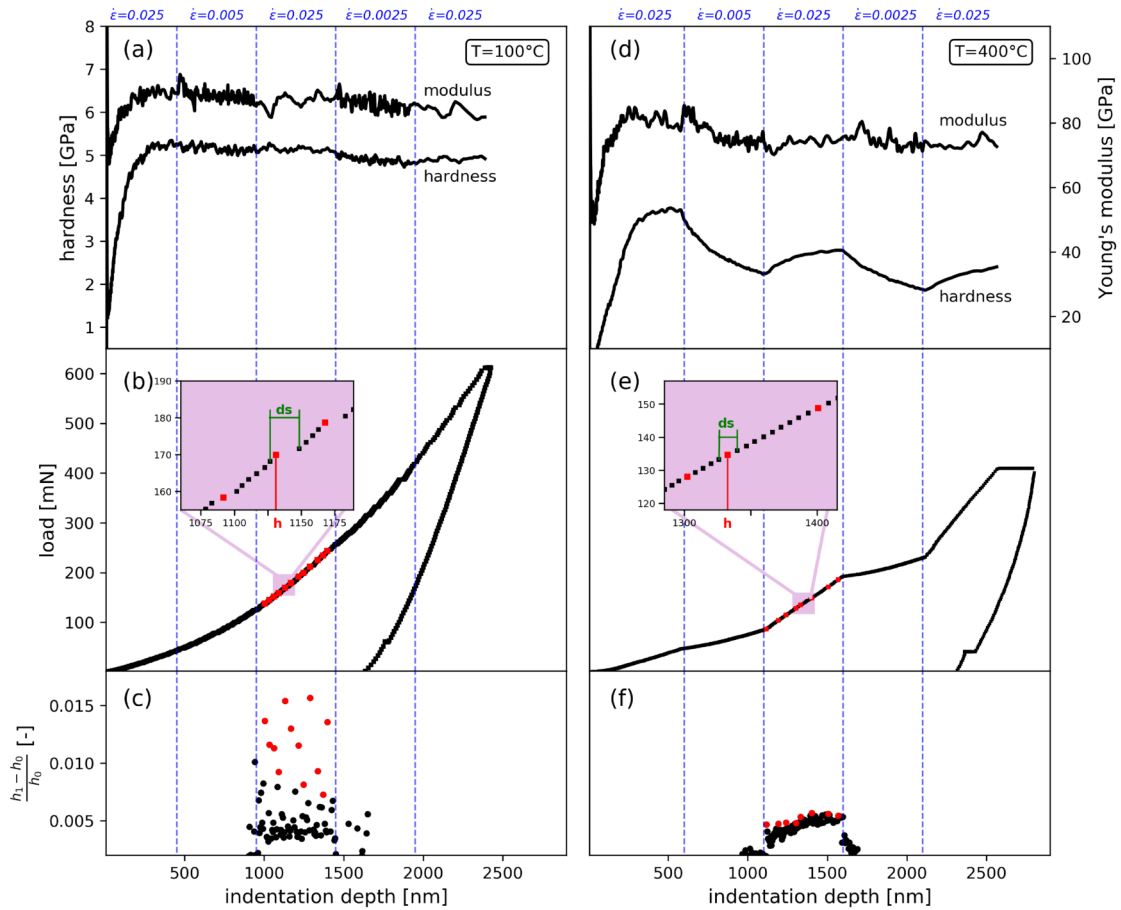 ε̇=0.025 ε̇=0.005 ε̇=0.025 ε̇=0.0025 ε̇=0.025
(a)
T=100°C
modulus
hardness
hardness [GPa]
8
7
6
5
4
3
2
1
(b)
load [mN]
600
500
400
300
200
100
190
180
170
160
1075 1100 1150 1175
ds
h
(c)
h₁ − h₀
h₀
[-]
0.015
0.010
0.005
500 1000 1500 2000 2500
indentation depth [nm]
ε̇=0.025 ε̇=0.005 ε̇=0.025 ε̇=0.0025 ε̇=0.025
(d)
T=400°C
modulus
hardness
Young's modulus [GPa]
100
80
60
40
20
(e)
150
140
130
120
1300 1400
ds
h
(f)
500 1000 1500 2000 2500
indentation depth [nm]